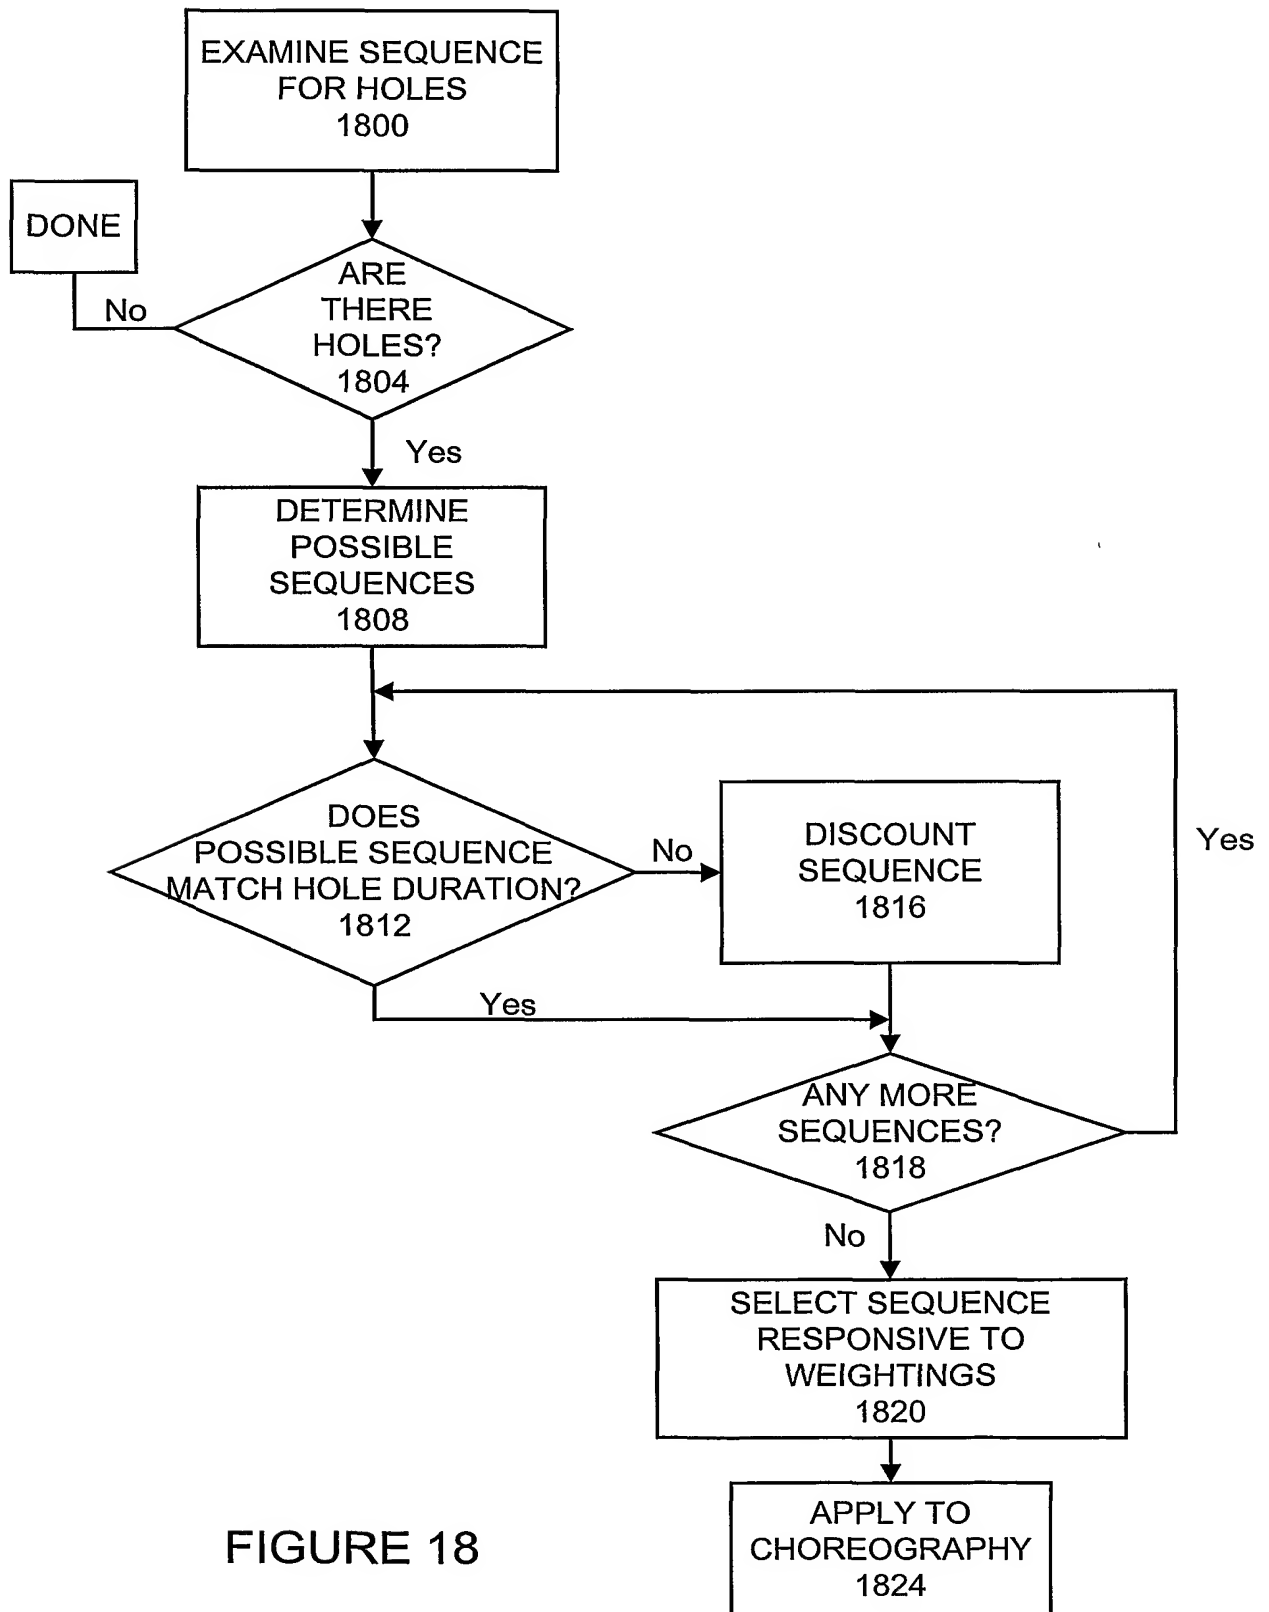 EXAMINE SEQUENCE
FOR HOLES
1800
DONE
No
ARE
THERE
HOLES?
1804
Yes
DETERMINE
POSSIBLE
SEQUENCES
1808
DOES
POSSIBLE SEQUENCE
MATCH HOLE DURATION?
1812
No
DISCOUNT
SEQUENCE
1816
Yes
Yes
ANY MORE
SEQUENCES?
1818
No
SELECT SEQUENCE
RESPONSIVE TO
WEIGHTINGS
1820
APPLY TO
CHOREOGRAPHY
1824
FIGURE 18